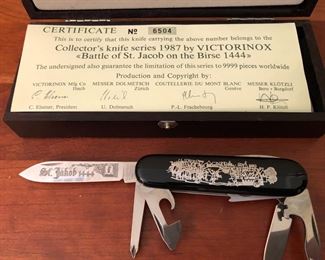 CERTIFICATE № 6504
This is to certify that this knife carrying the above number belongs to the
Collector's knife series 1987 by VICTORINOX
«Battle of St. Jacob on the Birse 1444»
The undersigned also guarantee the limitation of this series to 9999 pieces worldwide
Production and Copyright by:
VICTORINOX Mfg Co MESSER DOLMETSCH COUTELLERIE DU MONT BLANC MESSER KLÖTZLI
Ibach Zürich Genève Bern + Burgdorf
C. Elsener, President U. Dolmetsch P.-L. Frachebourg H. P. Klötzli
St. Jakob 1444